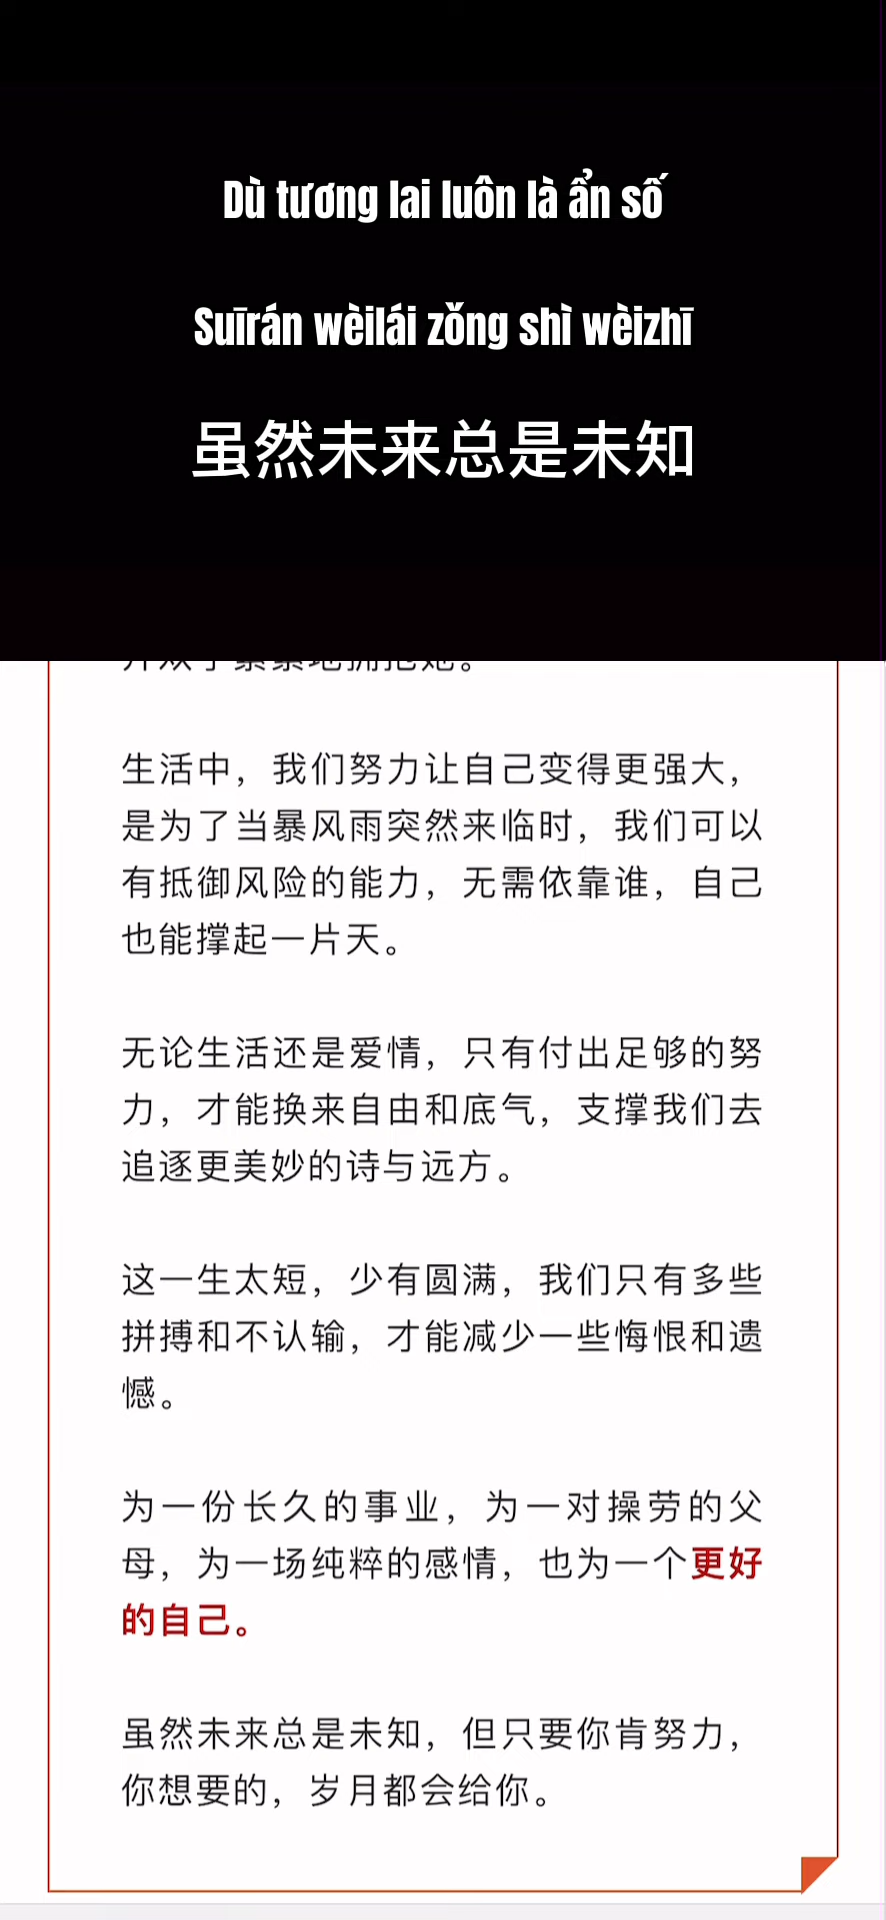 Dù tương lai luôn là ẩn số
Suīrán wèilái zǒng shì wèizhī
虽然未来总是未知
生活中，我们努力让自己变得更强大，
是为了当暴风雨突然来临时，我们可以
有抵御风险的能力，无需依靠谁，自己
也能撑起一片天。
无论生活还是爱情，只有付出足够的努
力，才能换来自由和底气，支撑我们去
追逐更美妙的诗与远方。
这一生太短，少有圆满，我们只有多些
拼搏和不认输，才能减少一些悔恨和遗
憾。
为一份长久的事业，为一对操劳的父
母，为一场纯粹的感情，也为一个更好
的自己。
虽然未来总是未知，但只要你肯努力，
你想要的，岁月都会给你。